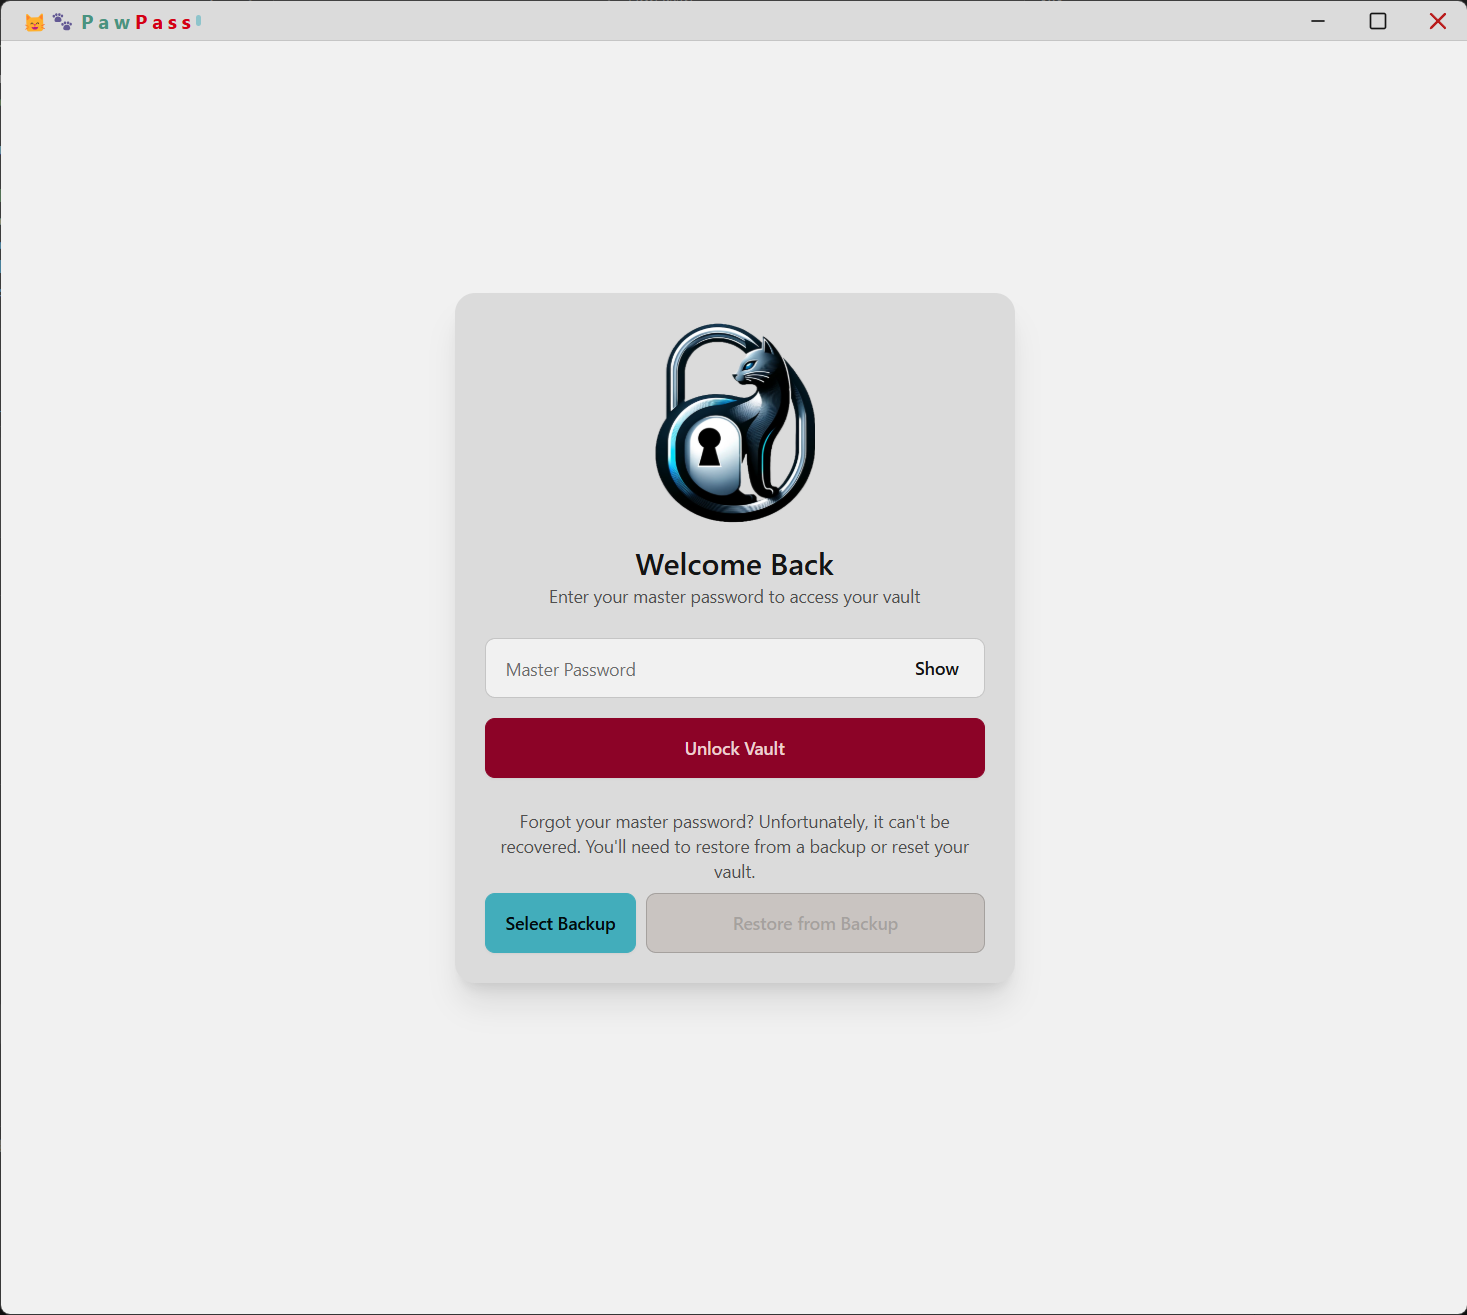 PawPass
Welcome Back
Enter your master password to access your vault
Master Password
Show
Unlock Vault
Forgot your master password? Unfortunately, it can't be
recovered. You'll need to restore from a backup or reset your
vault.
Select Backup
Restore from Backup